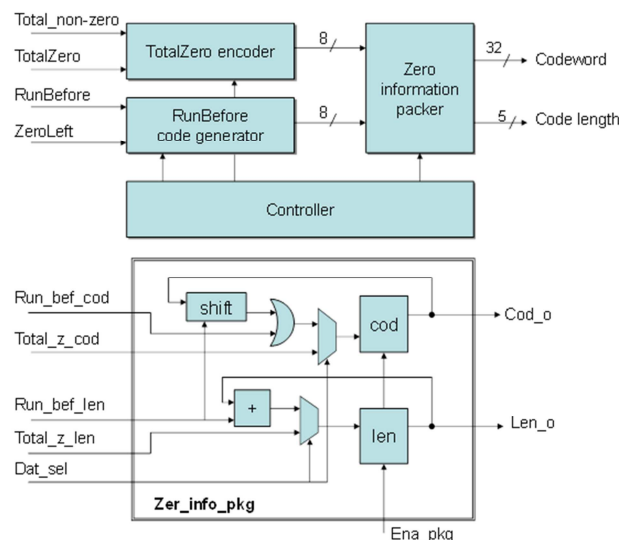 Total_non-zero
TotalZero
RunBefore
ZeroLeft
TotalZero encoder
8
RunBefore
code generator
8
Zero
information
packer
32
Codeword
5
Code length
Controller
Run_bef_cod
Total_z_cod
Run_bef_len
Total_z_len
Dat_sel
shift
cod
Cod_o
+
len
Len_o
Zer_info_pkg
Ena_pkg